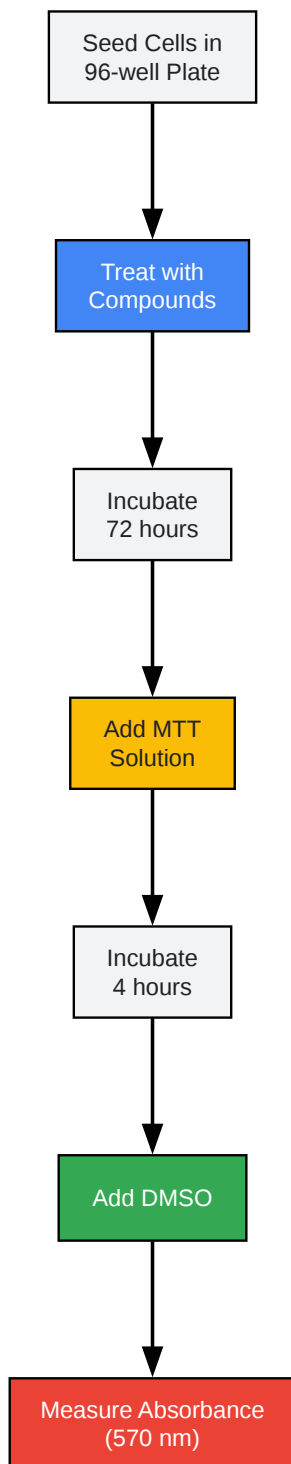 Seed Cells in
96-well Plate
Treat with
Compounds
Incubate
72 hours
Add MTT
Solution
Incubate
4 hours
Add DMSO
Measure Absorbance
(570 nm)